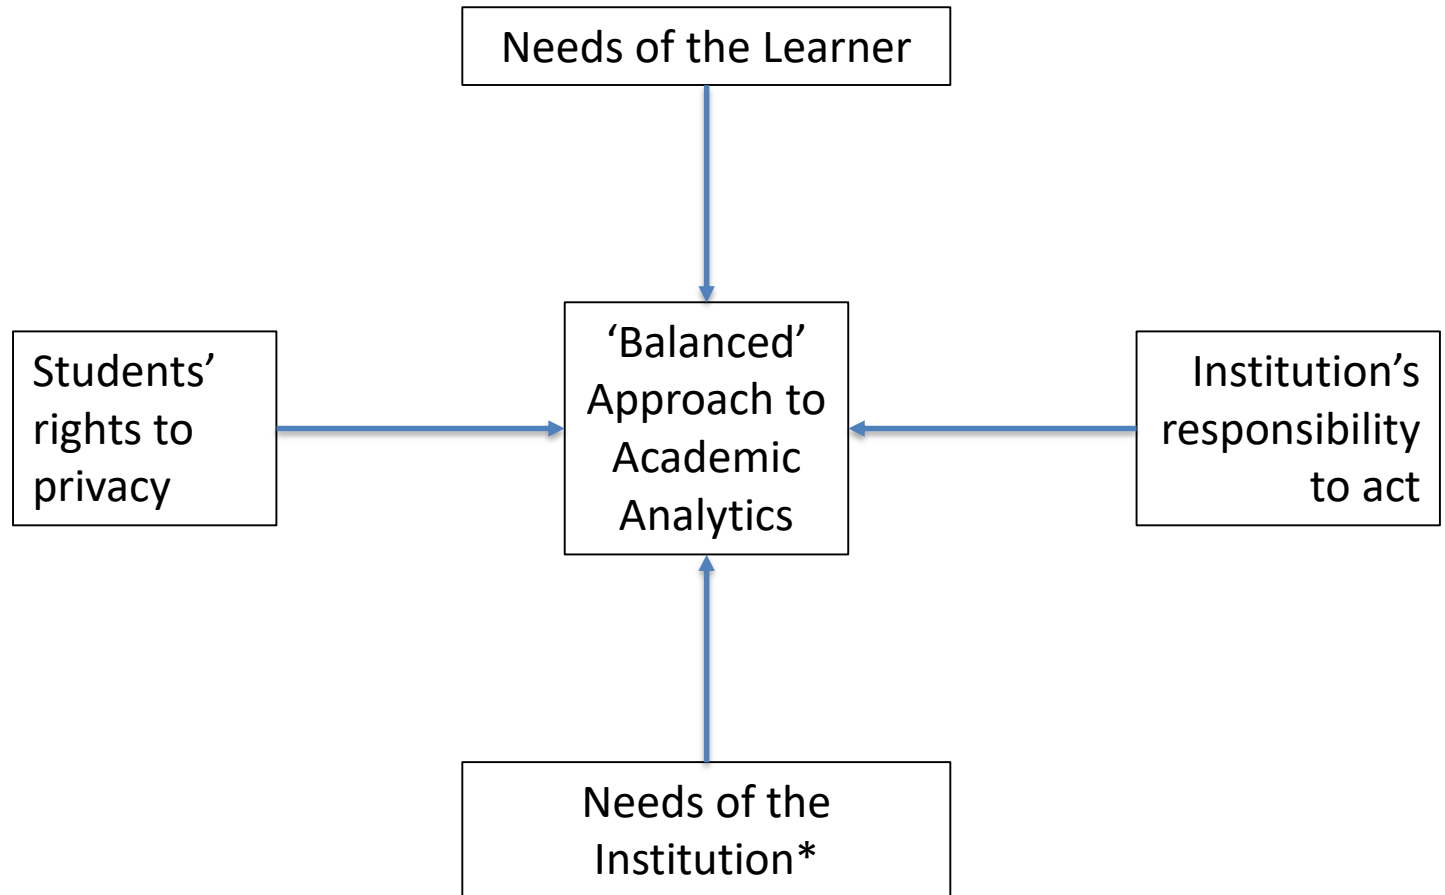 Needs of the Learner
Students’
rights to
privacy
‘Balanced’
Approach to
Academic
Analytics
Institution’s
responsibility
to act
Needs of the
Institution*